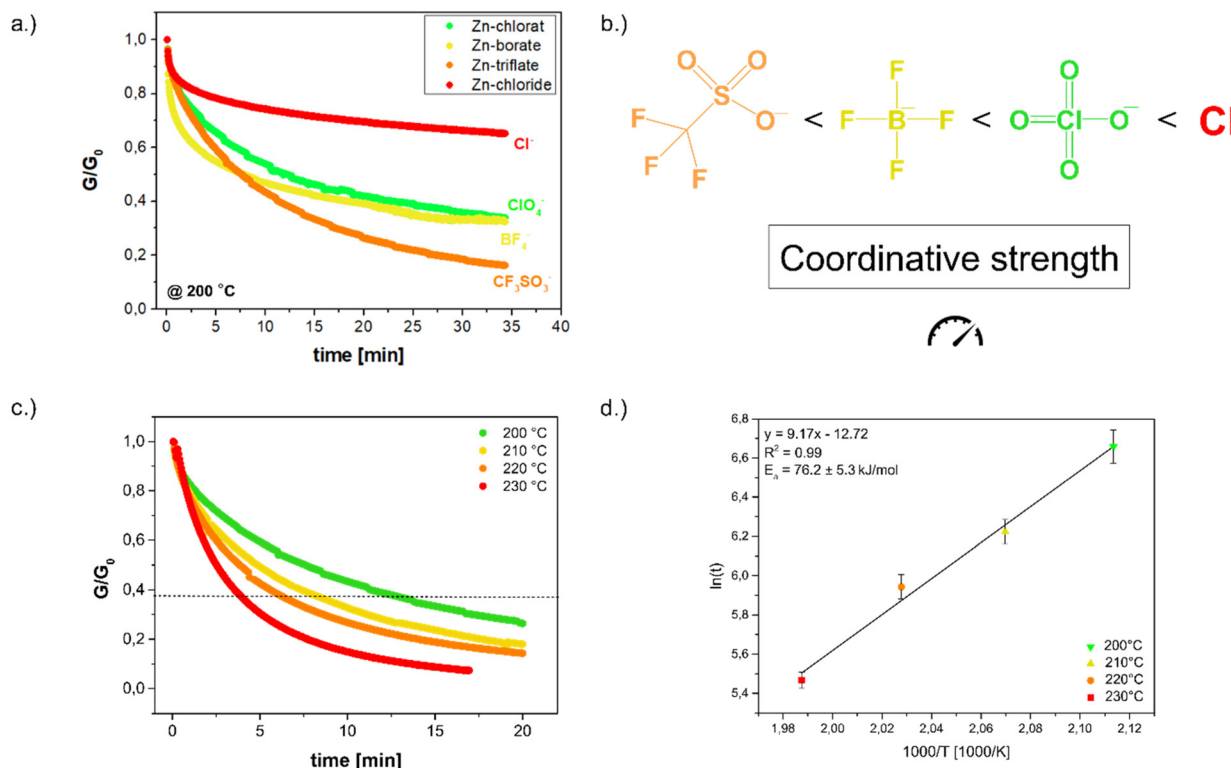 a.)
1,0
0,8
0,6
0,4
0,2
0,0
G/G₀
Zn-chlorat
Zn-borate
Zn-triflate
Zn-chloride
Cl⁻
ClO₄⁻
BF₄⁻
CF₃SO₃⁻
@ 200 °C
0 5 10 15 20 25 30 35 40
time [min]
b.)
O O S O⁻ F F F < F F B⁻ F F < O O Cl O⁻ O < Cl
Coordinative strength
c.)
1,0
0,8
0,6
0,4
0,2
0,0
G/G₀
200 °C
210 °C
220 °C
230 °C
0 5 10 15 20
time [min]
d.)
6,8
6,6
6,4
6,2
6,0
5,8
5,6
5,4
ln(t)
y = 9.17x - 12.72
R² = 0.99
Eₐ = 76.2 ± 5.3 kJ/mol
200°C
210°C
220°C
230°C
1,98 2,00 2,02 2,04 2,06 2,08 2,10 2,12
1000/T [1000/K]